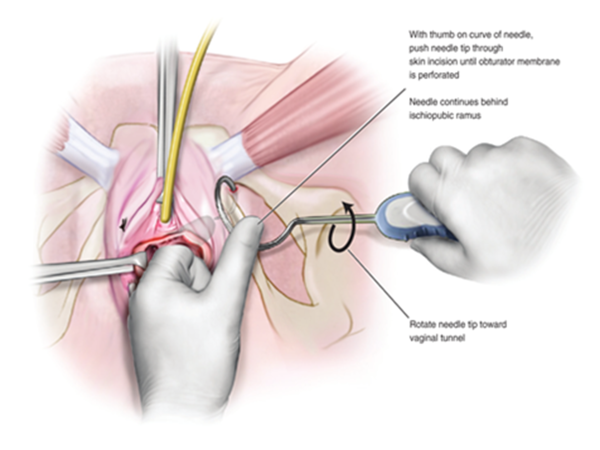 With thumb on curve of needle,
push needle tip through
skin incision until obturator membrane
is perforated
Needle continues behind
ischiopubic ramus
Rotate needle tip toward
vaginal tunnel